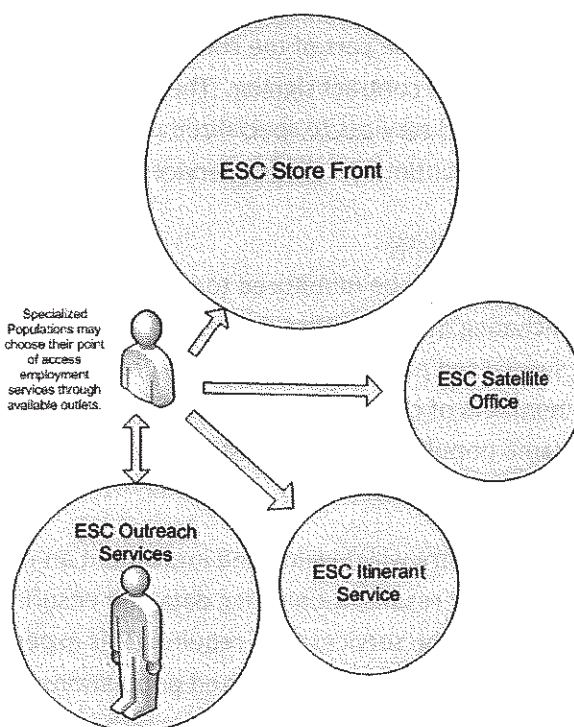 ESC Store Front
Specialized
Populations may
choose their point
of access
employment
services through
available outlets.
ESC Satellite
Office
ESC Outreach
Services
ESC Itinerant
Service